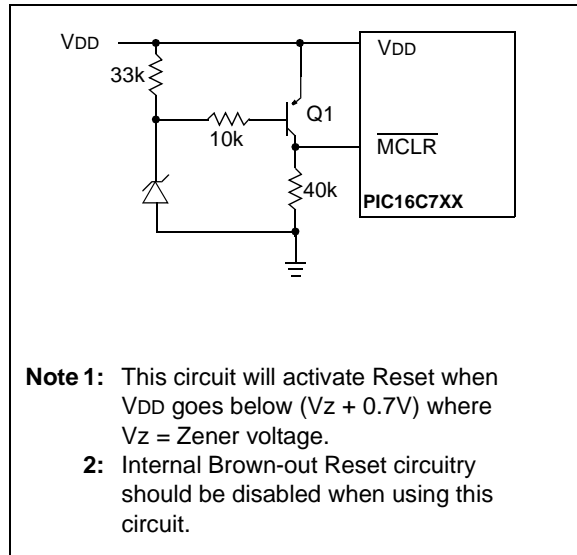 VDD
VDD
33k
Q1
10k
MCLR
40k
PIC16C7XX
Note 1: This circuit will activate Reset when
VDD goes below (Vz + 0.7V) where
Vz = Zener voltage.
2: Internal Brown-out Reset circuitry
should be disabled when using this
circuit.